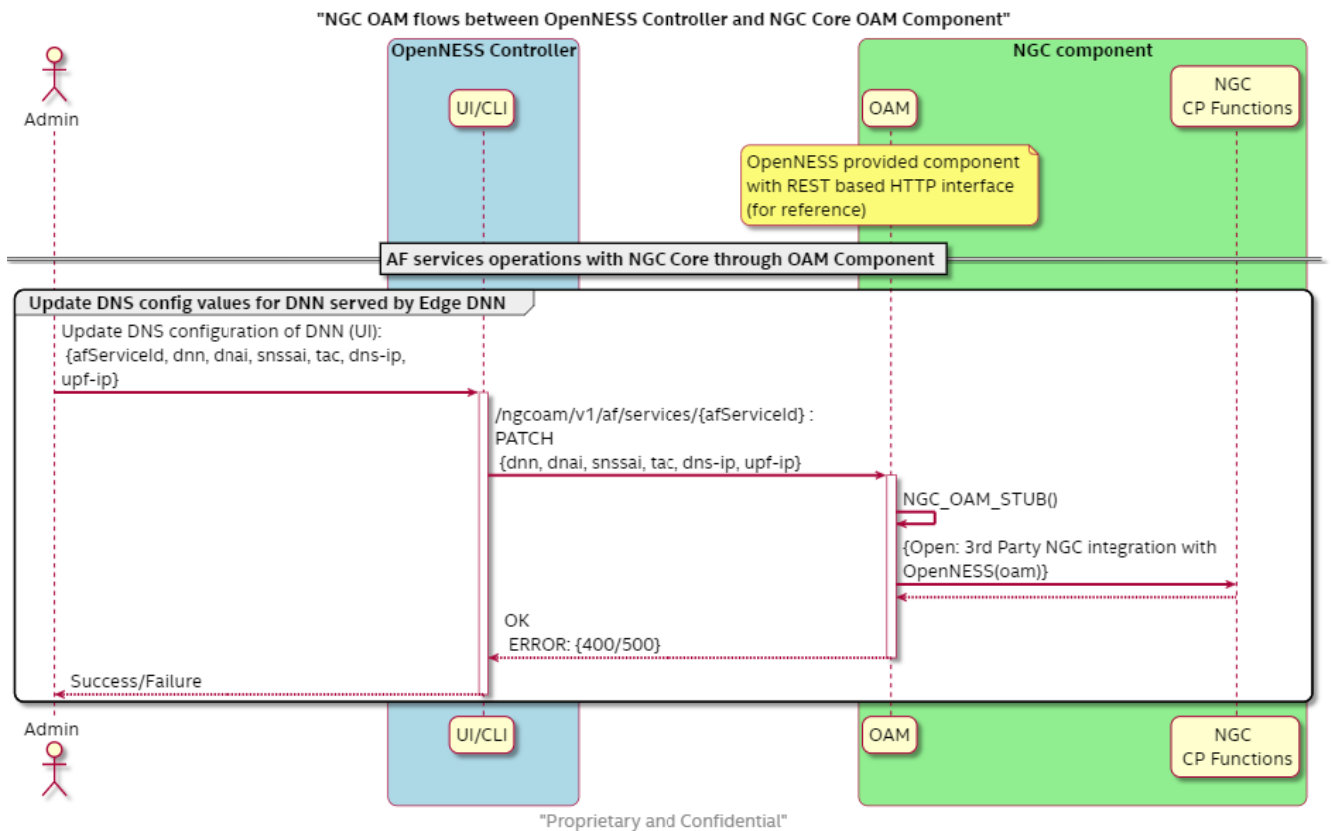 "NGC OAM flows between OpenNESS Controller and NGC Core OAM Component"
OpenNESS Controller
NGC component
Admin
UI/CLI
OAM
NGC
CP Functions
OpenNESS provided component
with REST based HTTP interface
(for reference)
AF services operations with NGC Core through OAM Component
Update DNS config values for DNN served by Edge DNN
Update DNS configuration of DNN (UI):
{afServiceId, dnn, dnai, snssai, tac, dns-ip,
upf-ip}
/ngcoam/v1/af/services/{afServiceId} :
PATCH
{dnn, dnai, snssai, tac, dns-ip, upf-ip}
NGC_OAM_STUB()
{Open: 3rd Party NGC integration with
OpenNESS(oam)}
OK
ERROR: {400/500}
Success/Failure
Admin
UI/CLI
OAM
NGC
CP Functions
"Proprietary and Confidential"